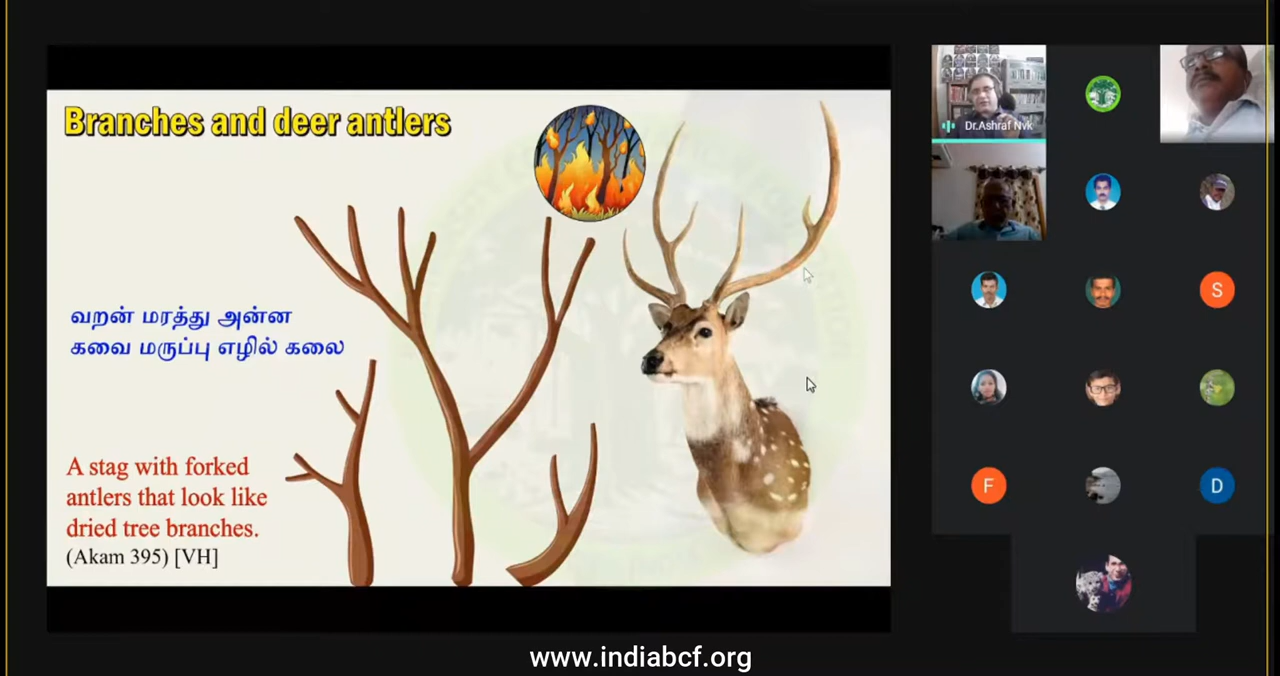 Branches and deer antlers
வறன் மரத்து அன்ன
கவை மருப்பு எழில் கலை
A stag with forked
antlers that look like
dried tree branches.
(Akam 395) [VH]
Dr.Ashraf Nvk
S
F
D
www.indiabcf.org